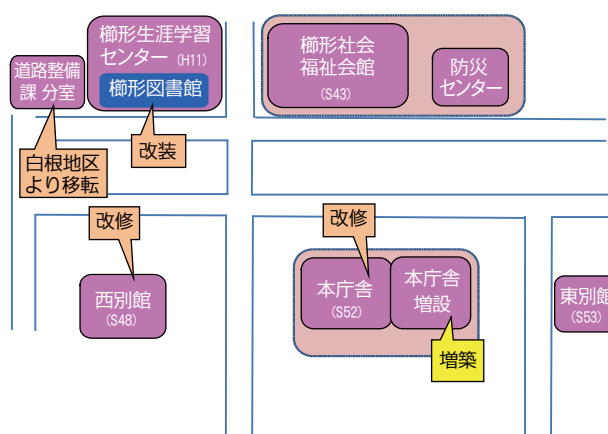 櫛形生涯学習
センター (H11)
櫛形図書館
道路整備
課 分室
櫛形社会
福祉会館
(S43)
防災
センター
白根地区
より移転
改装
改修
改修
西別館
(S48)
本庁舎
(S52)
本庁舎
増設
増築
東別館
(S53)